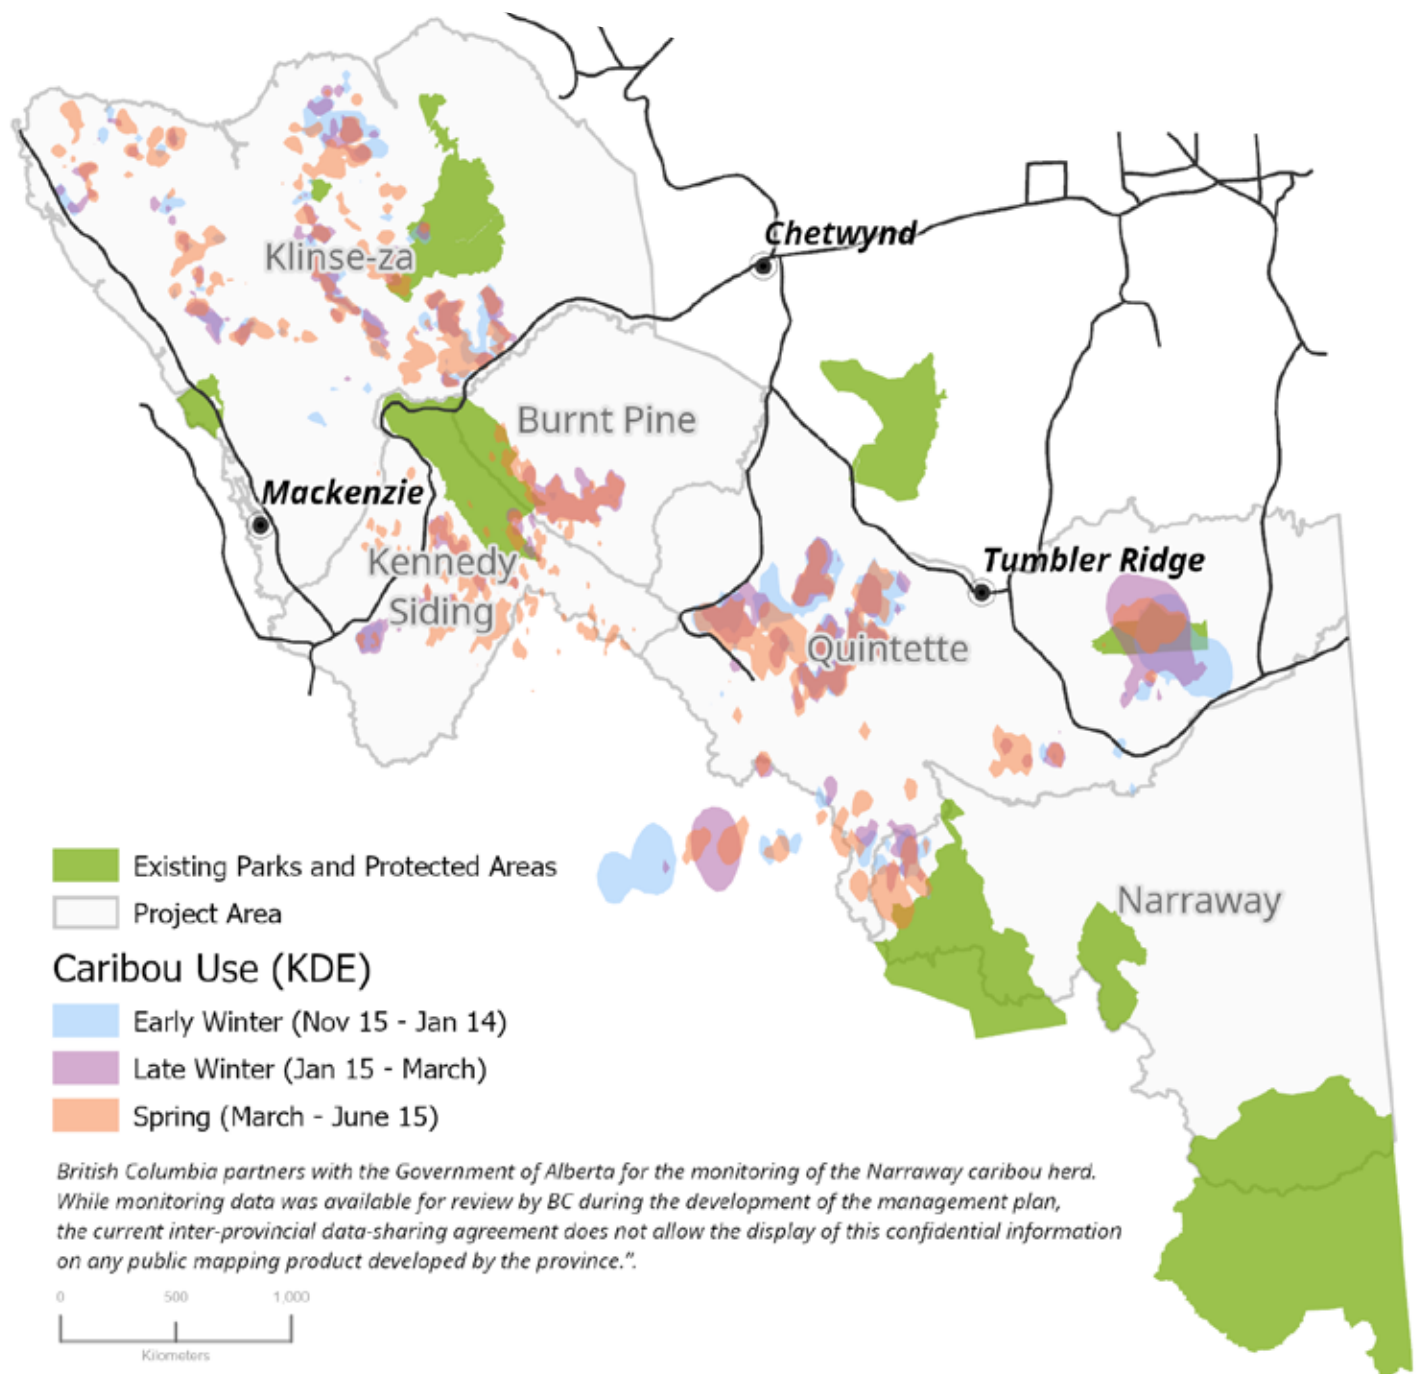 Chetwynd
Klinse-za
Burnt Pine
Mackenzie
Kennedy
Siding
Tumbler Ridge
Quintette
Narraway
Existing Parks and Protected Areas
Project Area
Caribou Use (KDE)
Early Winter (Nov 15 - Jan 14)
Late Winter (Jan 15 - March)
Spring (March - June 15)
British Columbia partners with the Government of Alberta for the monitoring of the Narraway caribou herd.
While monitoring data was available for review by BC during the development of the management plan,
the current inter-provincial data-sharing agreement does not allow the display of this confidential information
on any public mapping product developed by the province.”.
0 500 1,000
Kilometers